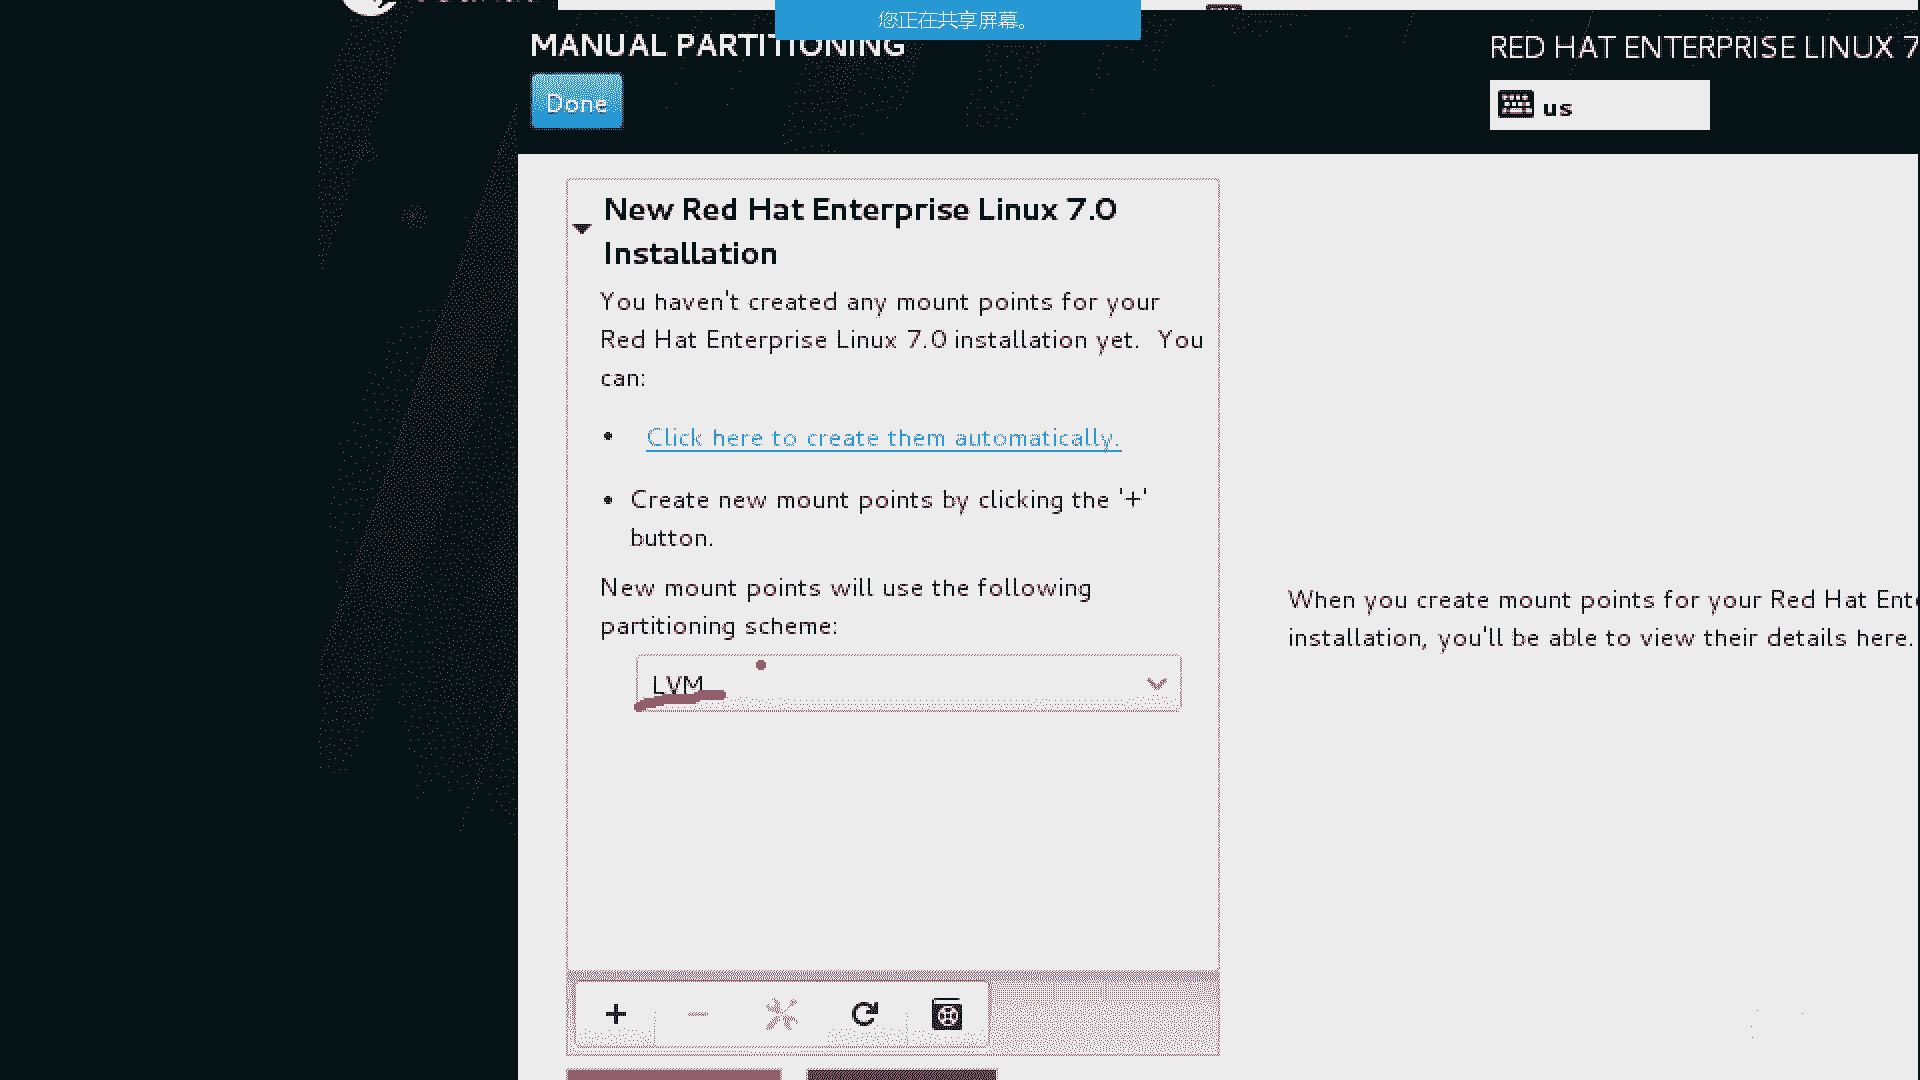 您正在共享屏幕。
MANUAL PARTITIONING
RED HAT ENTERPRISE LINUX 7
Done
us
New Red Hat Enterprise Linux 7.0
Installation
You haven't created any mount points for your
Red Hat Enterprise Linux 7.0 installation yet. You
can:
• Click here to create them automatically.
• Create new mount points by clicking the '+'
button.
New mount points will use the following
partitioning scheme:
LVM
When you create mount points for your Red Hat Ente
installation, you'll be able to view their details here.